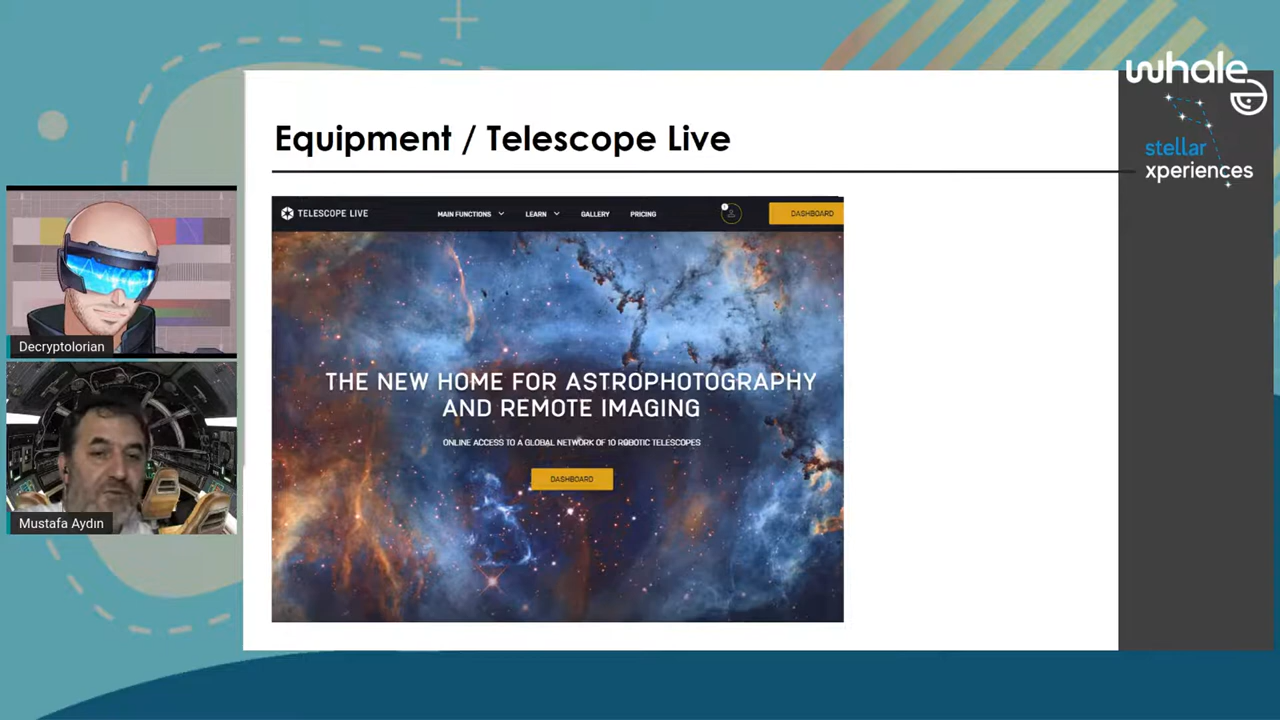 whale
stellar
xperiences
Equipment / Telescope Live
TELESCOPE LIVE
MAIN FUNCTIONS
LEARN
GALLERY
PRICING
DASHBOARD
THE NEW HOME FOR ASTROPHOTOGRAPHY
AND REMOTE IMAGING
ONLINE ACCESS TO A GLOBAL NETWORK OF 10 ROBOTIC TELESCOPES
DASHBOARD
Decryptolorian
Mustafa Aydın